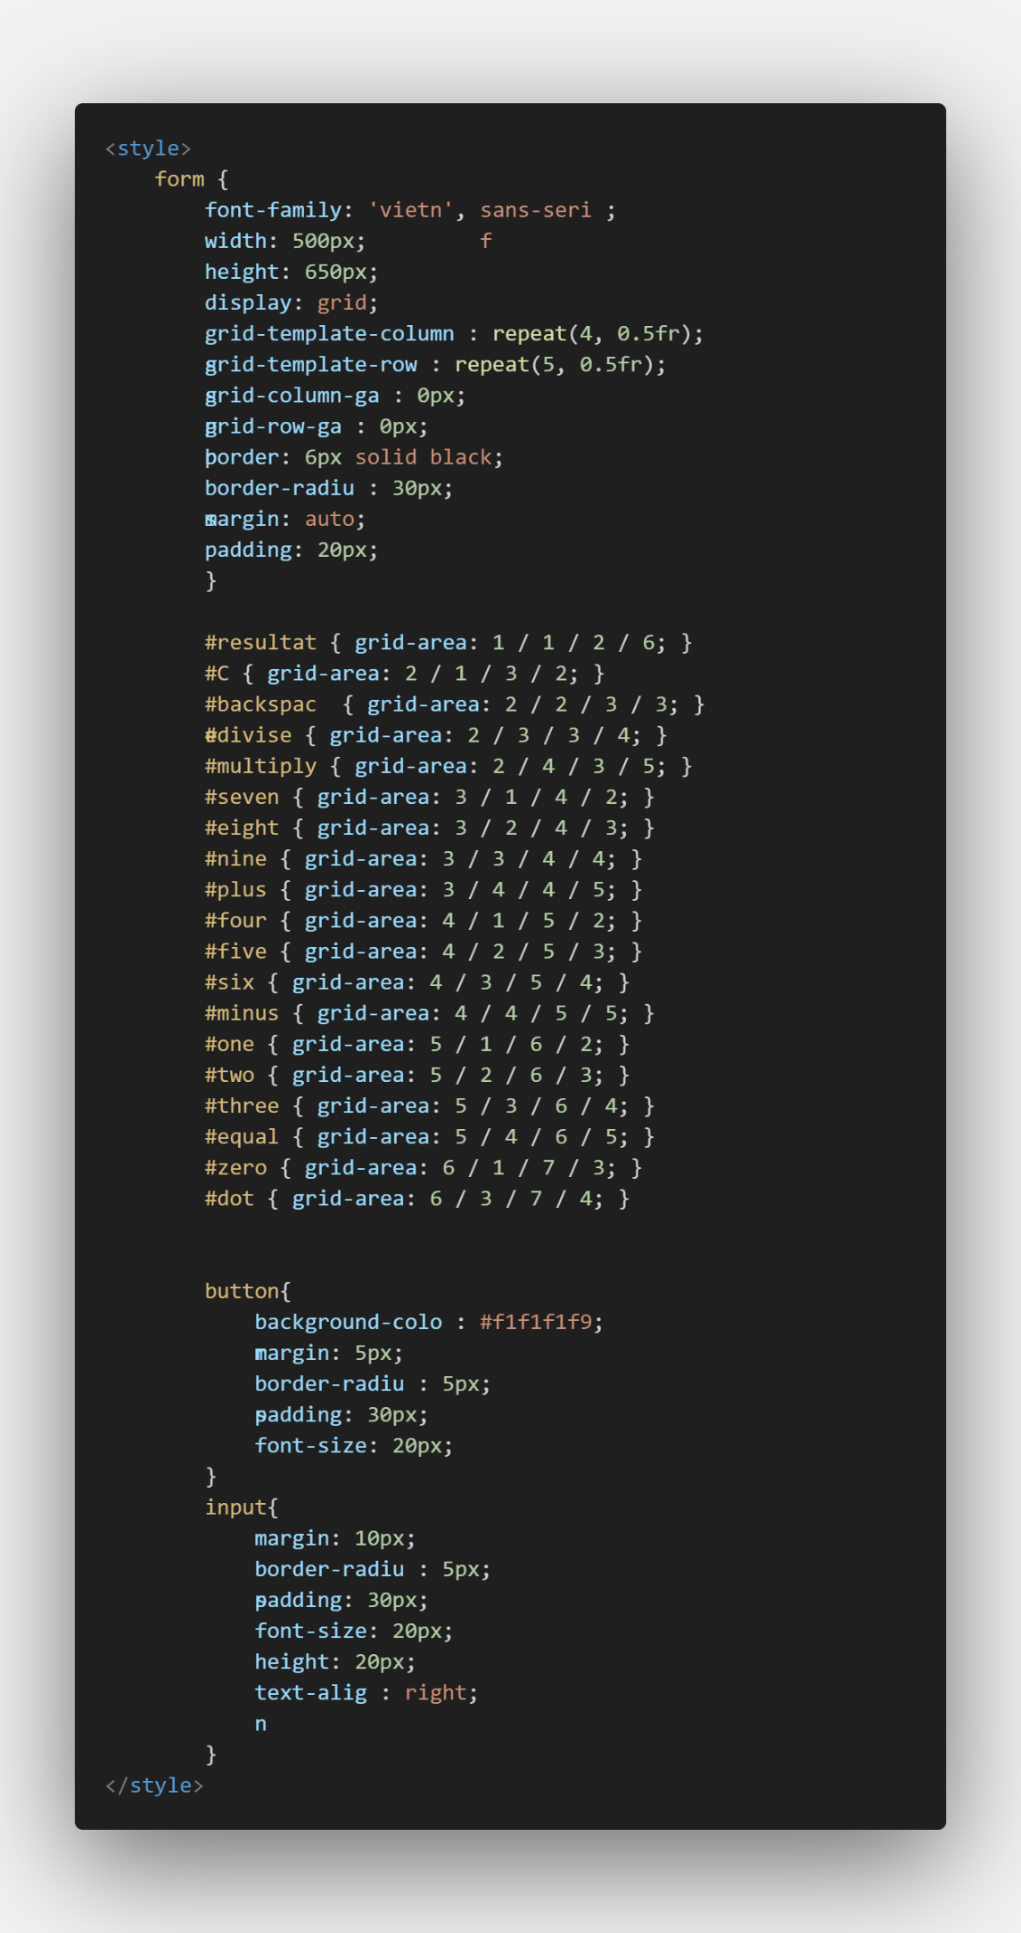 <style>
form {
font-family: 'vietn', sans-seri ;
width: 500px; f
height: 650px;
display: grid;
grid-template-column : repeat(4, 0.5fr);
grid-template-row : repeat(5, 0.5fr);
grid-column-ga : 0px;
grid-row-ga : 0px;
border: 6px solid black;
border-radiu : 30px;
margin: auto;
padding: 20px;
}
#resultat { grid-area: 1 / 1 / 2 / 6; }
#C { grid-area: 2 / 1 / 3 / 2; }
#backspac { grid-area: 2 / 2 / 3 / 3; }
#divise { grid-area: 2 / 3 / 3 / 4; }
#multiply { grid-area: 2 / 4 / 3 / 5; }
#seven { grid-area: 3 / 1 / 4 / 2; }
#eight { grid-area: 3 / 2 / 4 / 3; }
#nine { grid-area: 3 / 3 / 4 / 4; }
#plus { grid-area: 3 / 4 / 4 / 5; }
#four { grid-area: 4 / 1 / 5 / 2; }
#five { grid-area: 4 / 2 / 5 / 3; }
#six { grid-area: 4 / 3 / 5 / 4; }
#minus { grid-area: 4 / 4 / 5 / 5; }
#one { grid-area: 5 / 1 / 6 / 2; }
#two { grid-area: 5 / 2 / 6 / 3; }
#three { grid-area: 5 / 3 / 6 / 4; }
#equal { grid-area: 5 / 4 / 6 / 5; }
#zero { grid-area: 6 / 1 / 7 / 3; }
#dot { grid-area: 6 / 3 / 7 / 4; }
button{
background-colo : #f1f1f1f9;
margin: 5px;
border-radiu : 5px;
padding: 30px;
font-size: 20px;
}
input{
margin: 10px;
border-radiu : 5px;
padding: 30px;
font-size: 20px;
height: 20px;
text-alig : right;
n
}
</style>